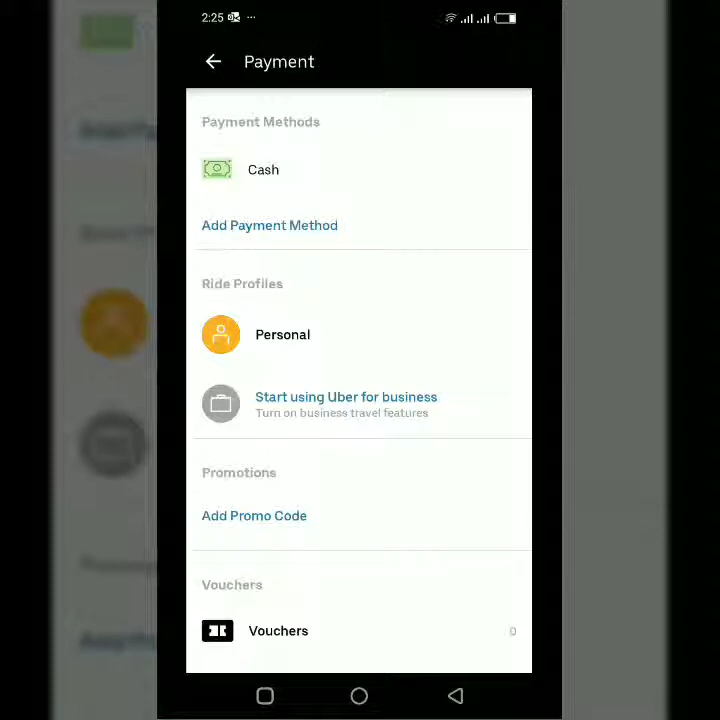 2:25
Payment
Payment Methods
Cash
Add Payment Method
Ride Profiles
Personal
Start using Uber for business
Turn on business travel features
Promotions
Add Promo Code
Vouchers
Vouchers 0